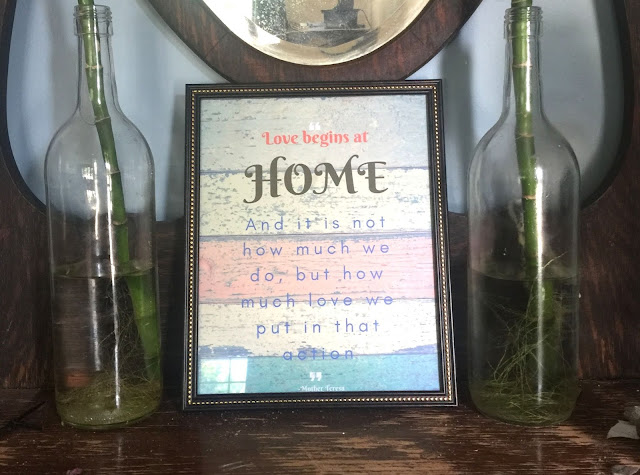 “
Love begins at
HOME
And it is not
how much we
do, but how
much love we
put in that
action.
”
Mother Teresa